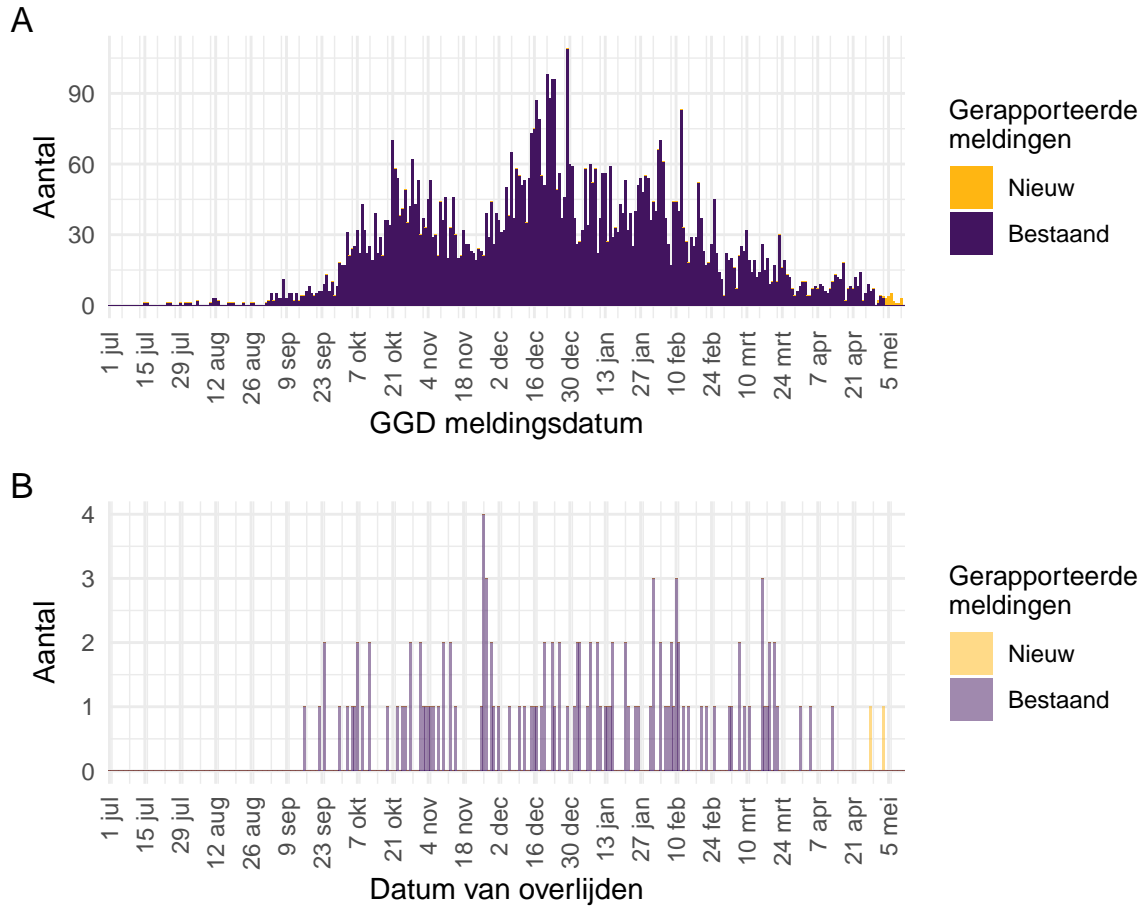 A
Aantal
90
60
30
0
1 jul
15 jul
29 jul
12 aug
26 aug
9 sep
23 sep
7 okt
21 okt
4 nov
18 nov
2 dec
16 dec
30 dec
13 jan
27 jan
10 feb
24 feb
10 mrt
24 mrt
7 apr
21 apr
5 mei
GGD meldingsdatum
Gerapporteerde
meldingen
Nieuw
Bestaand
B
Aantal
4
3
2
1
0
1 jul
15 jul
29 jul
12 aug
26 aug
9 sep
23 sep
7 okt
21 okt
4 nov
18 nov
2 dec
16 dec
30 dec
13 jan
27 jan
10 feb
24 feb
10 mrt
24 mrt
7 apr
21 apr
5 mei
Datum van overlijden
Gerapporteerde
meldingen
Nieuw
Bestaand